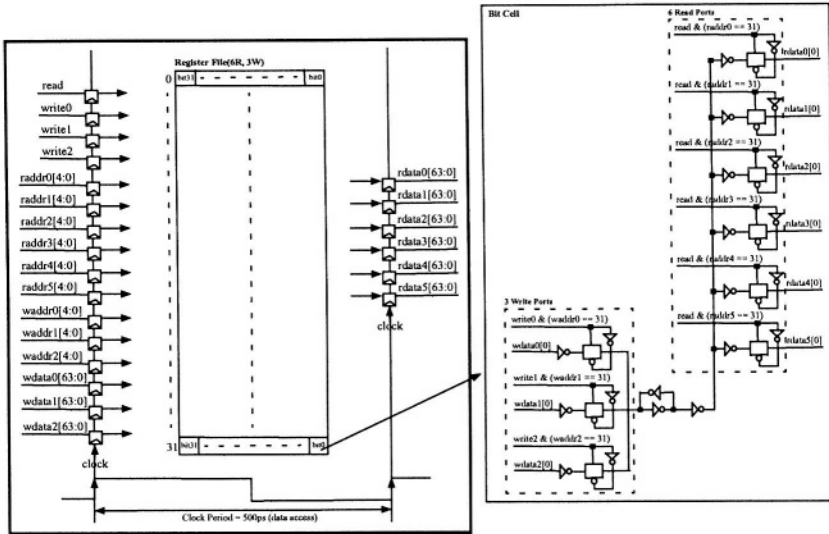 Register File(6R, 3W)
0 bit31 bit0
read
write0
write1
write2
raddr0[4:0]
raddr1[4:0]
raddr2[4:0]
raddr3[4:0]
raddr4[4:0]
raddr5[4:0]
waddr0[4:0]
waddr1[4:0]
waddr2[4:0]
wdata0[63:0]
wdata1[63:0]
wdata2[63:0]
clock
31 bit31 bit0
rdata0[63:0]
rdata1[63:0]
rdata2[63:0]
rdata3[63:0]
rdata4[63:0]
rdata5[63:0]
clock
Clock Period = 500ps (data access)
Bit Cell
6 Read Ports
read & (raddr0 == 31)
rdata0[0]
read & (raddr1 == 31)
rdata1[0]
read & (raddr2 == 31)
rdata2[0]
read & (raddr3 == 31)
rdata3[0]
read & (raddr4 == 31)
rdata4[0]
read & (raddr5 == 31)
rdata5[0]
3 Write Ports
write0 & (waddr0 == 31)
wdata0[0]
write1 & (waddr1 == 31)
wdata1[0]
write2 & (waddr2 == 31)
wdata2[0]